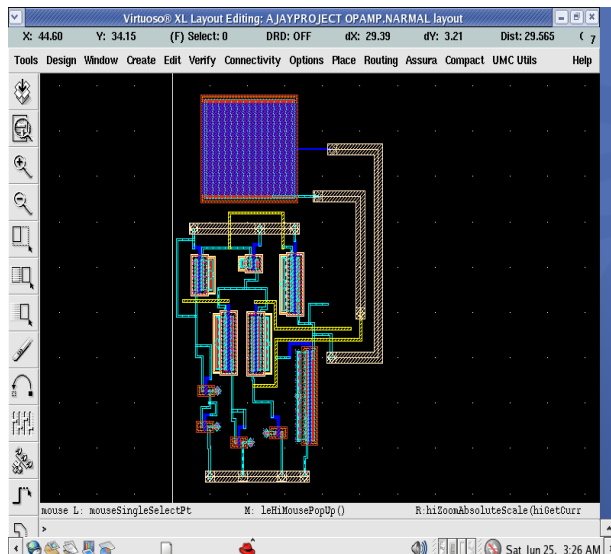 Virtuoso® XL Layout Editing: AJAYPROJECT OPAMP.NARMAL layout
X: 44.60 Y: 34.15 (F) Select: 0 DRD: OFF dX: 29.39 dY: 3.21 Dist: 29.565 ( 7
Tools Design Window Create Edit Verify Connectivity Options Place Routing Assura Compact UMC Utils Help
mouse L: mouseSingleSelectPt M: leHiMousePopUp() R:hiZoomAbsoluteScale(hiGetCurr
>
Sat Jun 25, 3:26 AM